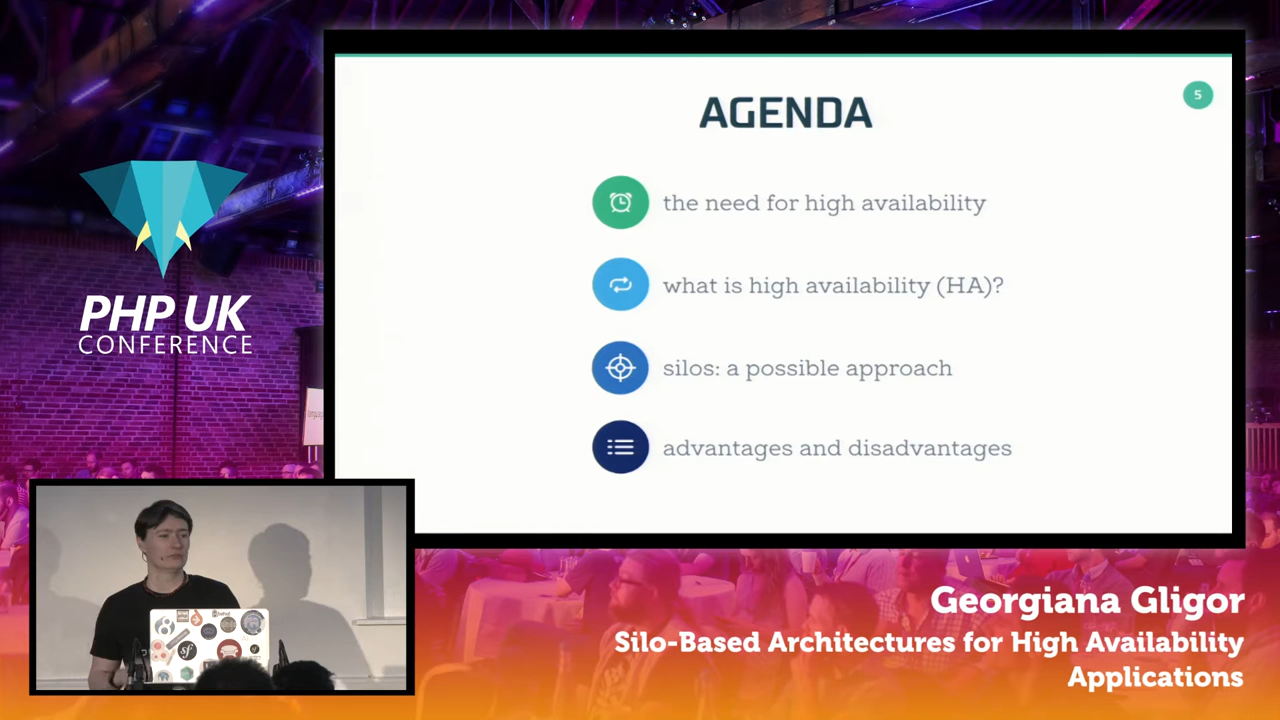 AGENDA
5
the need for high availability
what is high availability (HA)?
silos: a possible approach
advantages and disadvantages
PHP UK
CONFERENCE
sf
Georgiana Gligor
Silo-Based Architectures for High Availability
Applications